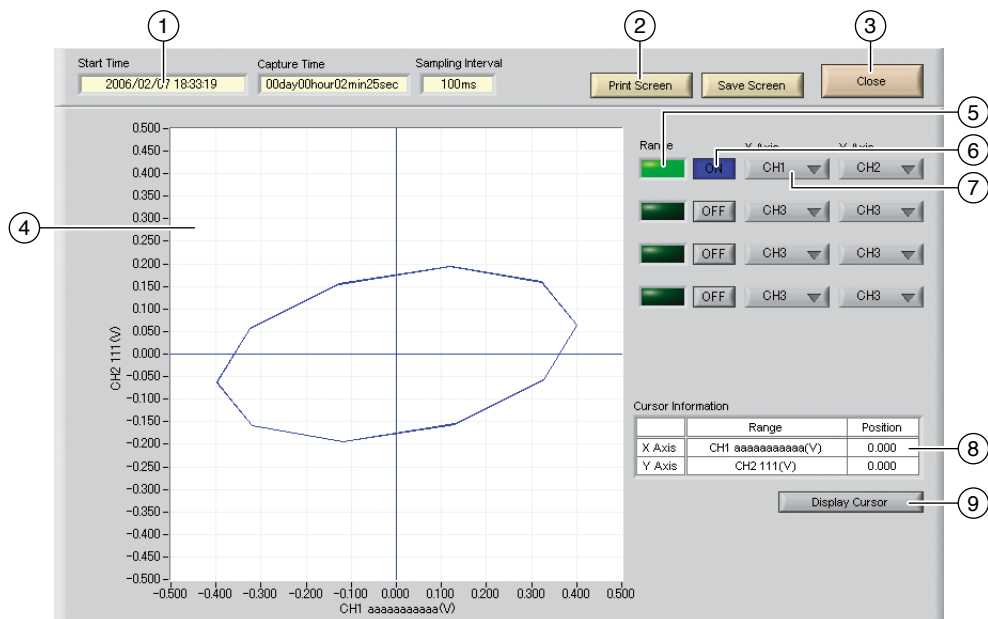 1 2 3
Start Time Capture Time Sampling Interval
2006/02/07 18:33:19 00day00hour02min25sec 100ms Print Screen Save Screen Close
Range X Axis Y Axis
ON CH1 CH2
OFF CH3 CH3
OFF CH3 CH3
OFF CH3 CH3
5
6
7
4
0.500
0.450
0.400
0.350
0.300
0.250
0.200
0.150
0.100
0.050
0.000
-0.050
-0.100
-0.150
-0.200
-0.250
-0.300
-0.350
-0.400
-0.450
-0.500
CH2 111(V)
-0.500 -0.400 -0.300 -0.200 -0.100 0.000 0.100 0.200 0.300 0.400 0.500
CH1 aaaaaaaaaaa(V)
Cursor Information
Range Position
X Axis CH1 aaaaaaaaaaa(V) 0.000
Y Axis CH2 111(V) 0.000
8
Display Cursor
9